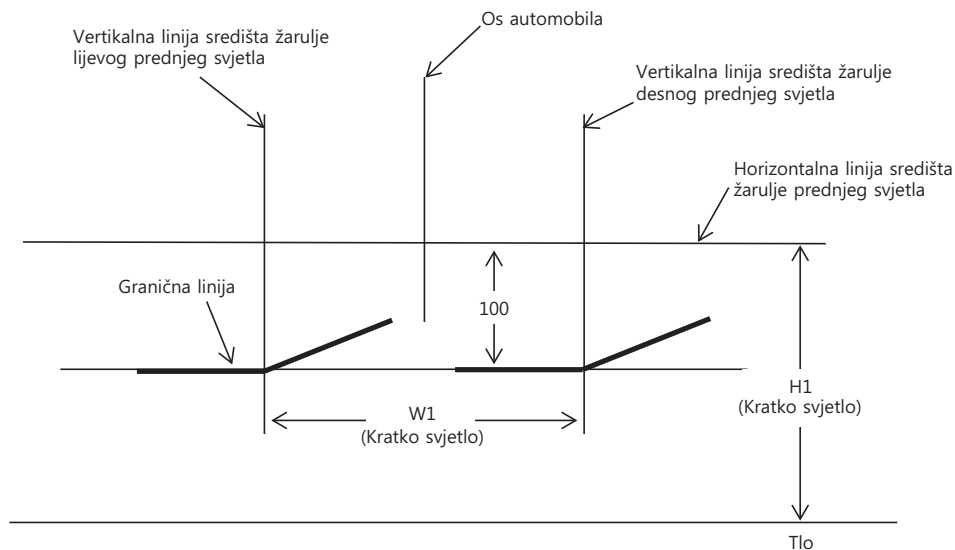 Os automobila
Vertikalna linija središta žarulje
lijevog prednjeg svjetla
Vertikalna linija središta žarulje
desnog prednjeg svjetla
Horizontalna linija središta
žarulje prednjeg svjetla
Granična linija
100
H1
(Kratko svjetlo)
W1
(Kratko svjetlo)
Tlo